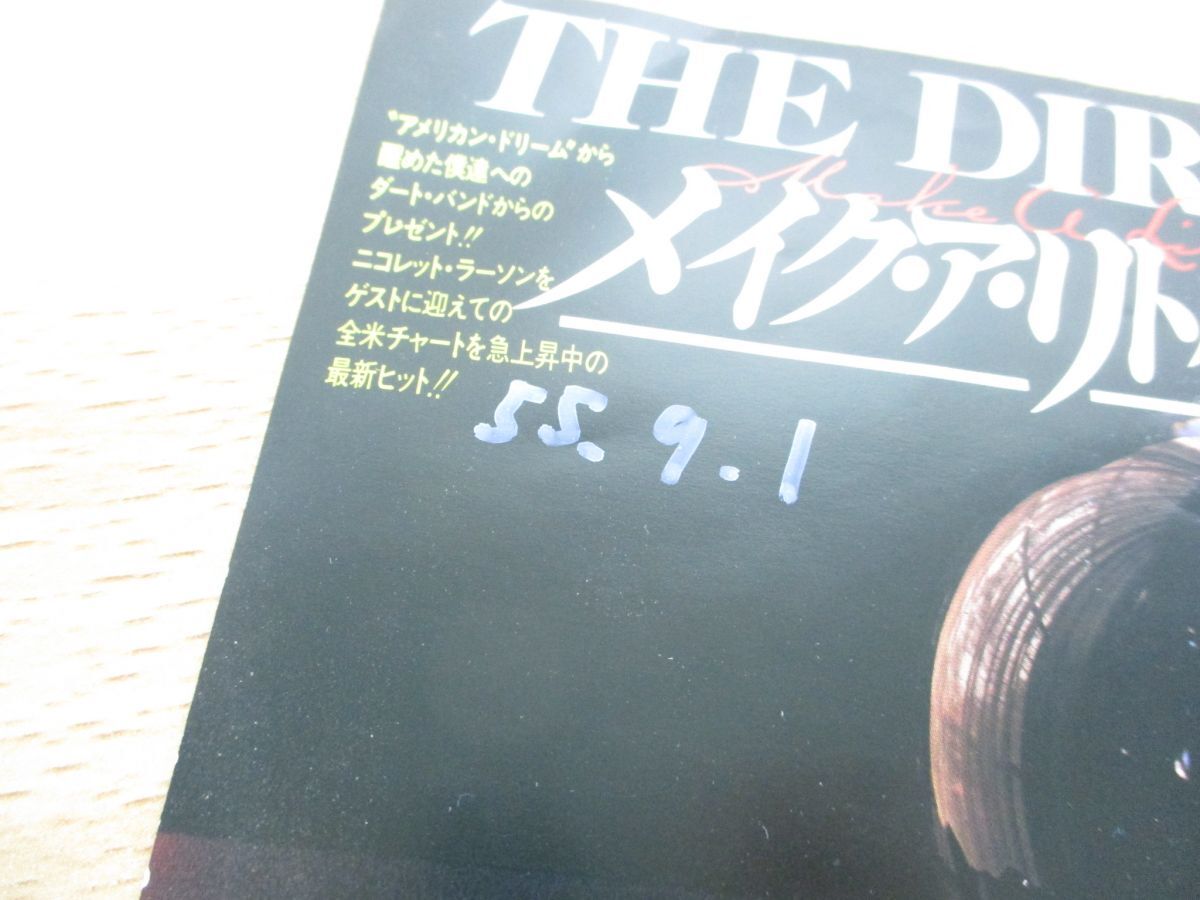 THE DIR
Make a Li
メイク・ア・リト
"アメリカン・ドリーム"から
醒めた僕達への
ダート・バンドからの
プレゼント!!
ニコレット・ラーソンを
ゲストに迎えての
全米チャートを急上昇中の
最新ヒット!!
55.9.1